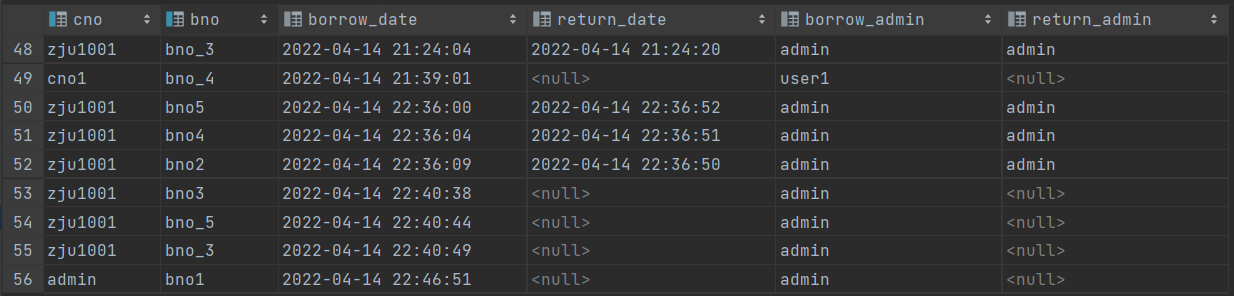 cno bno borrow_date return_date borrow_admin return_admin
48 zju1001 bno_3 2022-04-14 21:24:04 2022-04-14 21:24:20 admin admin
49 cno1 bno_4 2022-04-14 21:39:01 <null> user1 <null>
50 zju1001 bno5 2022-04-14 22:36:00 2022-04-14 22:36:52 admin admin
51 zju1001 bno4 2022-04-14 22:36:04 2022-04-14 22:36:51 admin admin
52 zju1001 bno2 2022-04-14 22:36:09 2022-04-14 22:36:50 admin admin
53 zju1001 bno3 2022-04-14 22:40:38 <null> admin <null>
54 zju1001 bno_5 2022-04-14 22:40:44 <null> admin <null>
55 zju1001 bno_3 2022-04-14 22:40:49 <null> admin <null>
56 admin bno1 2022-04-14 22:46:51 <null> admin <null>